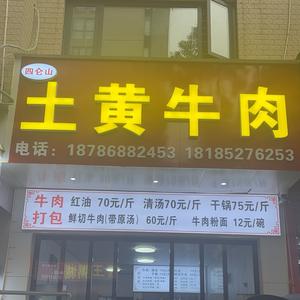 四仑山
土黄牛肉
电话：18786882453 18185276253
牛肉 红油 70元/斤 清汤70元/斤 干锅75元/斤
打包 鲜切牛肉(带原汤) 60元/斤 牛肉粉面 12元/碗